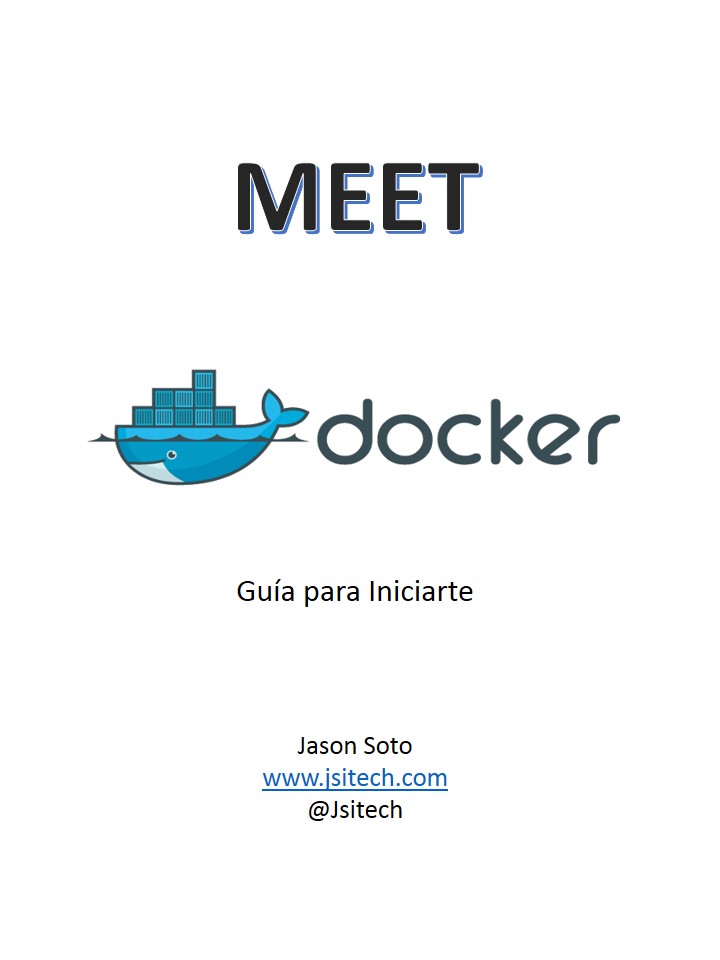 MEET
docker
Guía para Iniciarte
Jason Soto
www.jsitech.com
@Jsitech